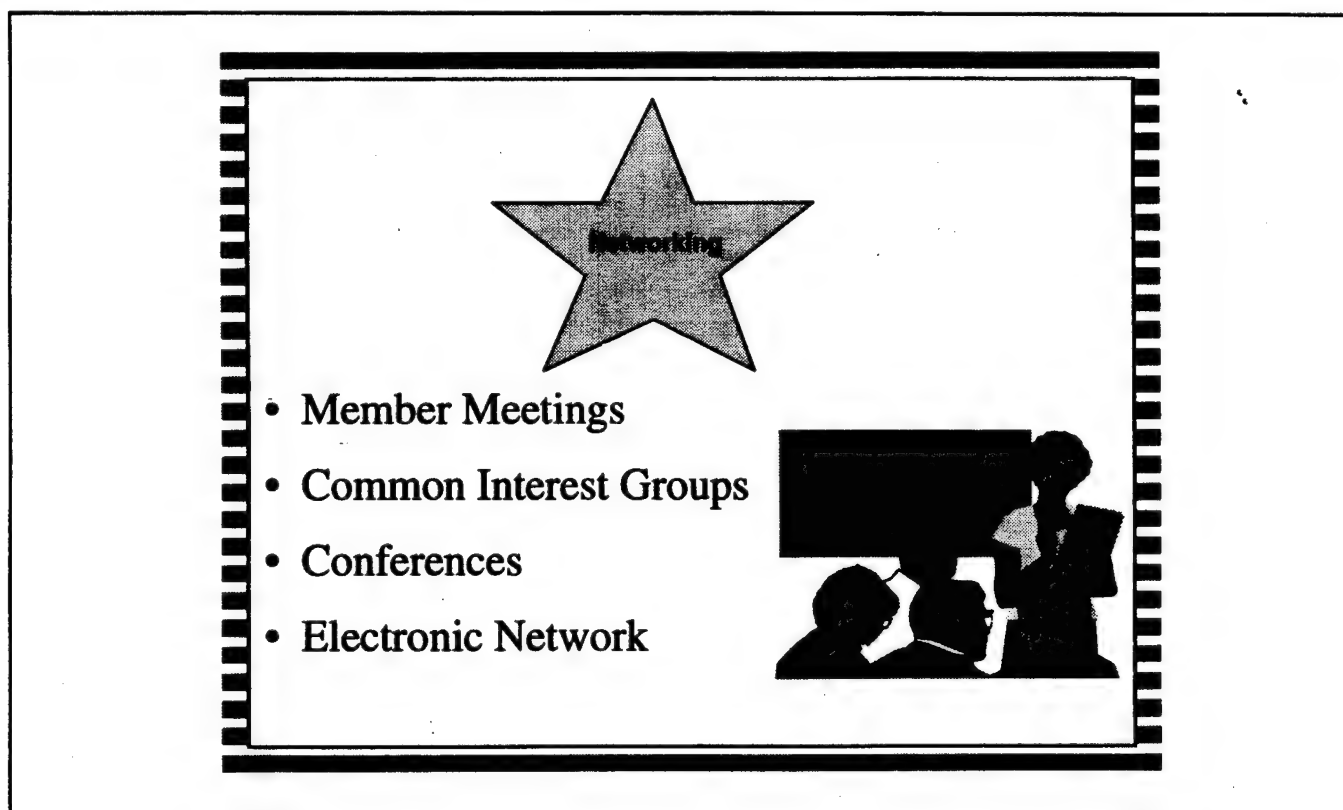 Networking
• Member Meetings
• Common Interest Groups
• Conferences
• Electronic Network